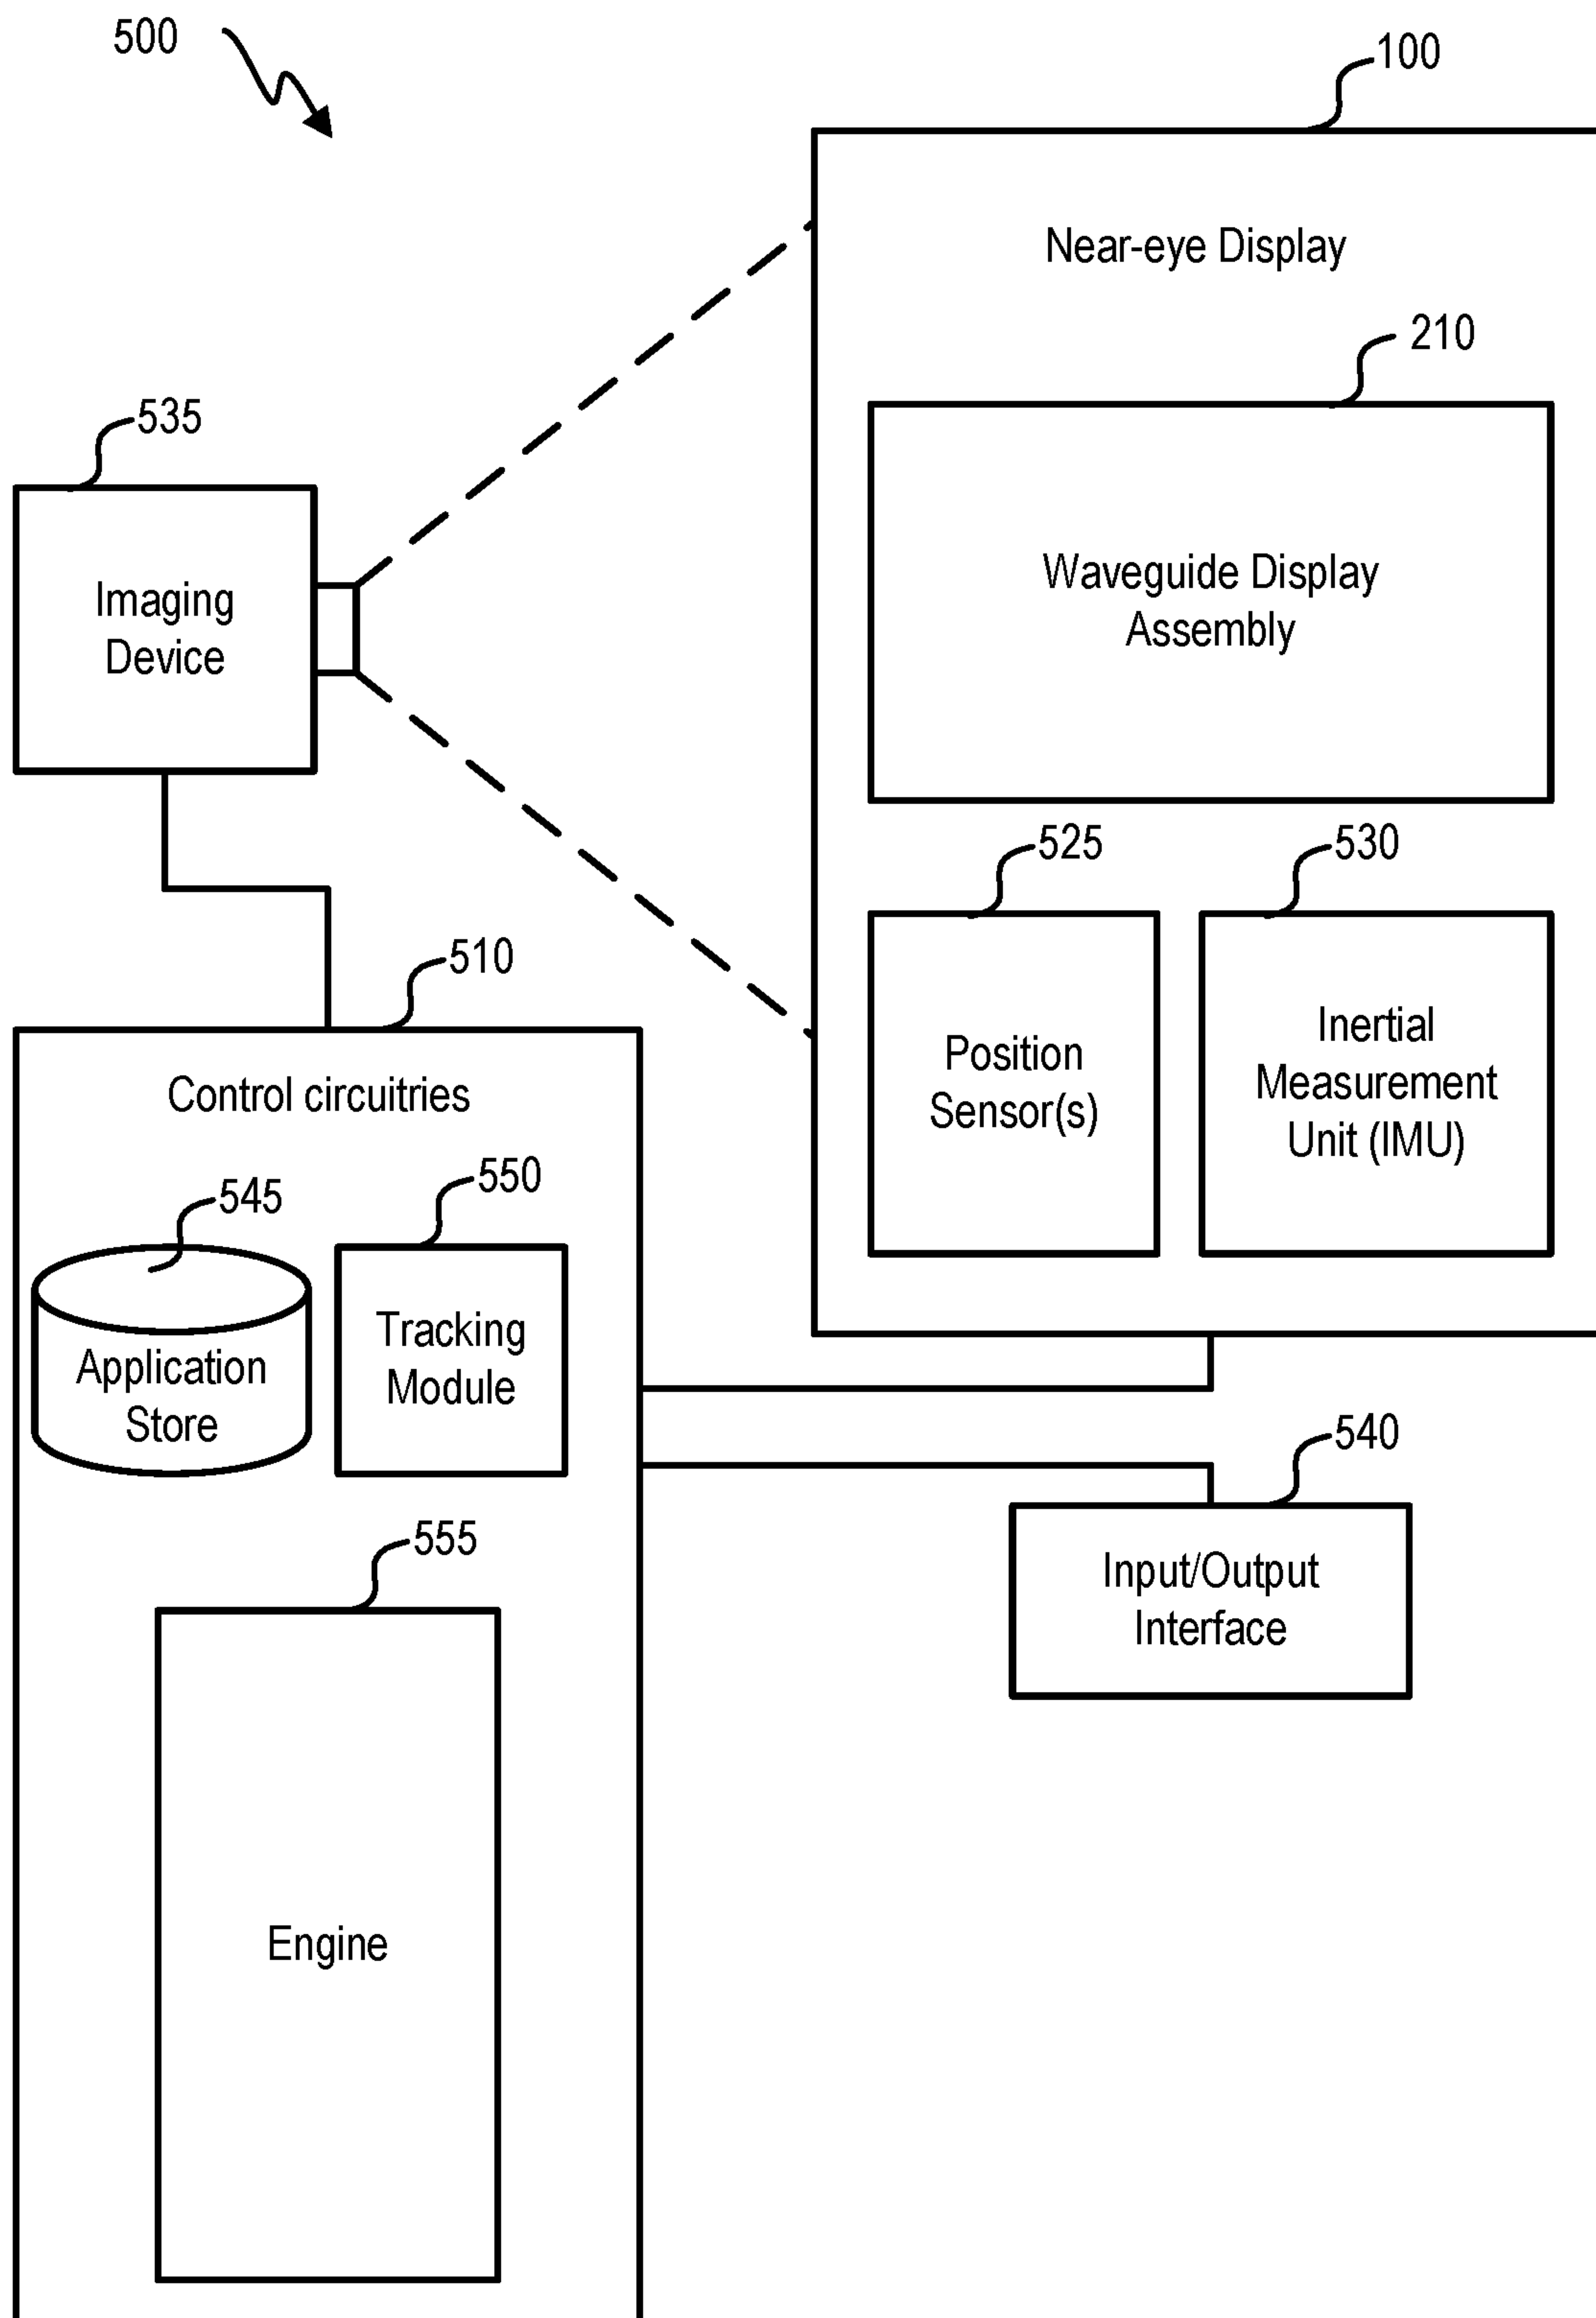 500
100
Near-eye Display
210
535
Waveguide Display
Assembly
Imaging
Device
525
530
510
Position
Sensor(s)
Inertial
Measurement
Unit (IMU)
Control circuitries
545
550
Application
Store
Tracking
Module
540
Input/Output
Interface
555
Engine